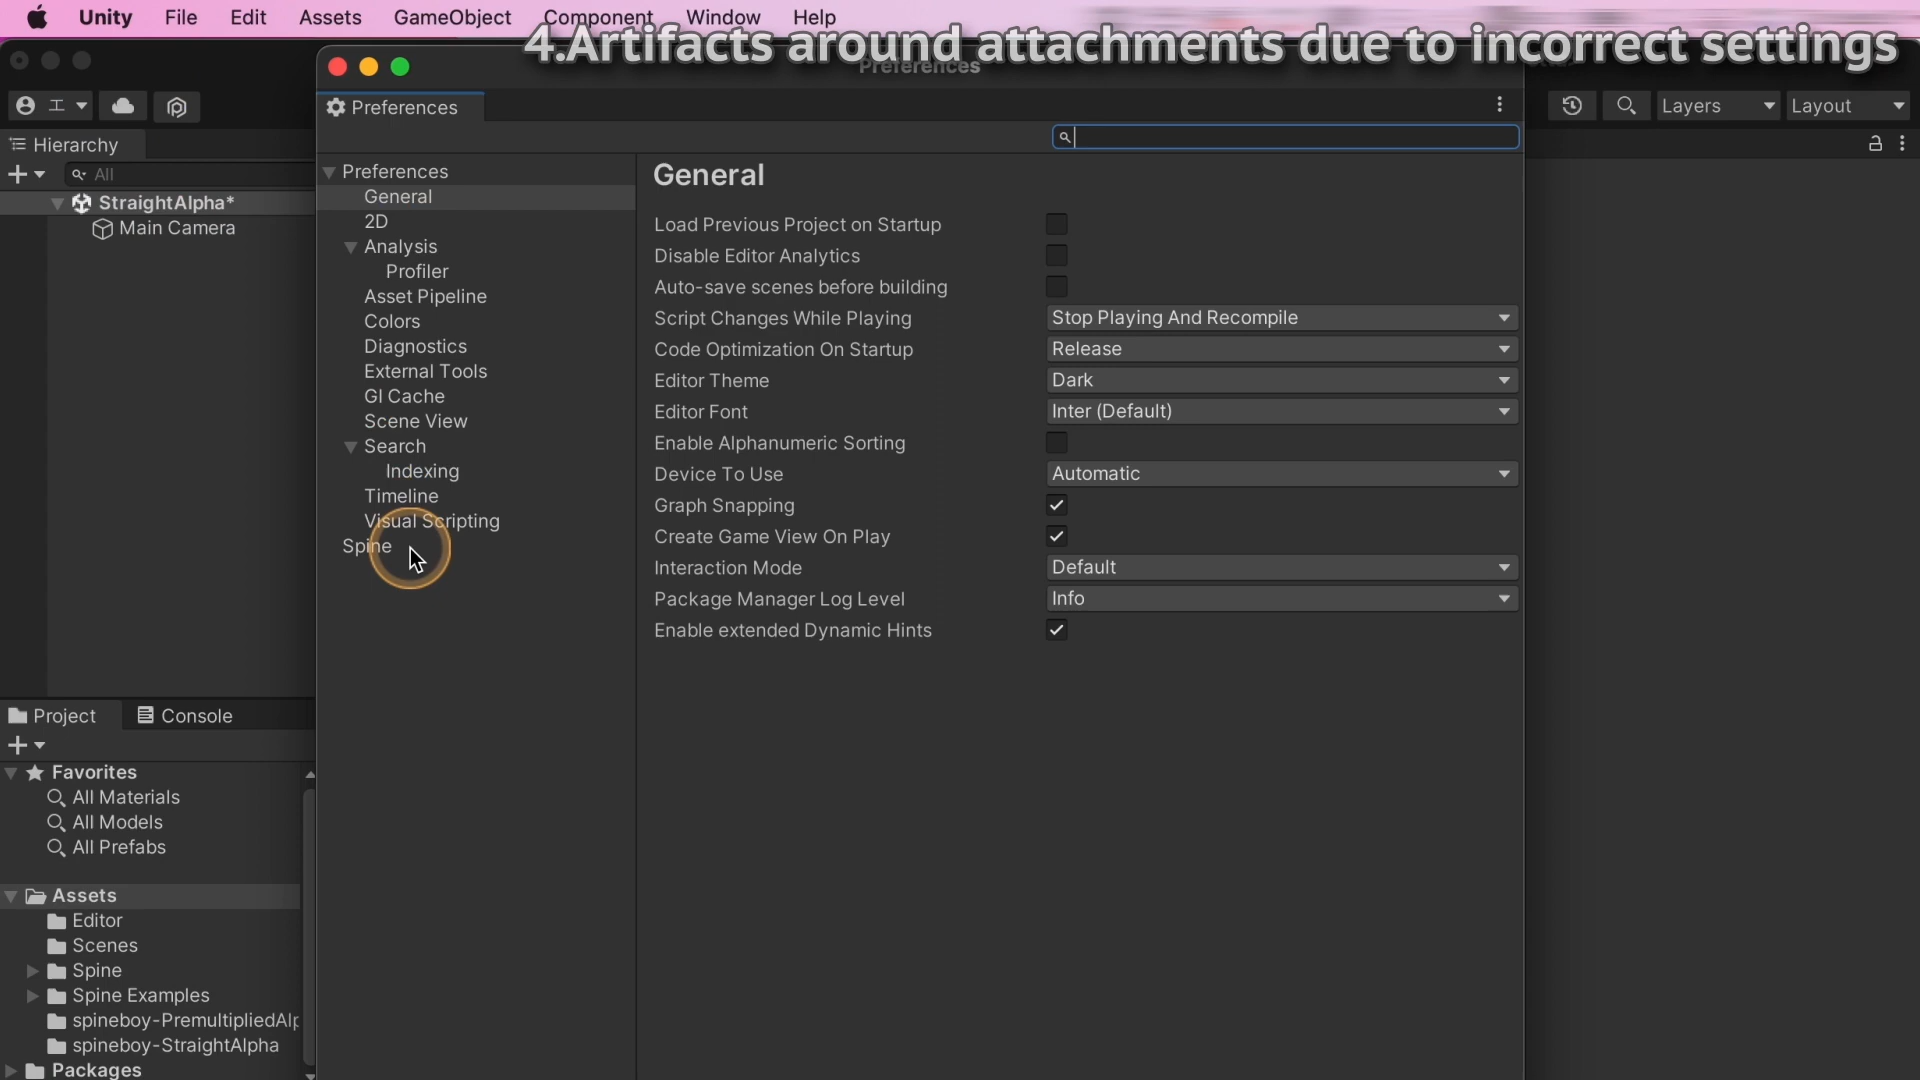 Unity File Edit Assets GameObject Component Window Help
4.Artifacts around attachments due to incorrect settings
Preferences
エ
Preferences
Layers
Layout
Hierarchy
All
Preferences
General
StraightAlpha*
General
Main Camera
2D
Load Previous Project on Startup
Analysis
Disable Editor Analytics
Profiler
Auto-save scenes before building
Asset Pipeline
Script Changes While Playing Stop Playing And Recompile
Colors
Code Optimization On Startup Release
Diagnostics
External Tools
Editor Theme Dark
GI Cache
Editor Font Inter (Default)
Scene View
Search
Enable Alphanumeric Sorting
Indexing
Device To Use Automatic
Timeline
Graph Snapping
Visual Scripting
Create Game View On Play
Spine
Interaction Mode Default
Package Manager Log Level Info
Enable extended Dynamic Hints
Project
Console
Favorites
All Materials
All Models
All Prefabs
Assets
Editor
Scenes
Spine
Spine Examples
spineboy-PremultipliedAlp
spineboy-StraightAlpha
Packages